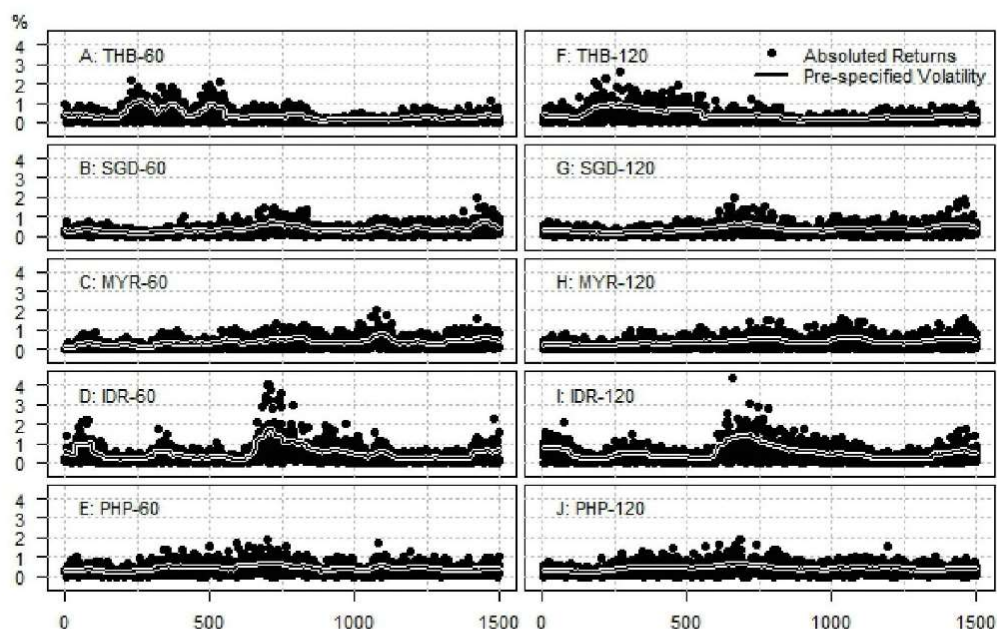 %
A: THB-60
4
3
2
1
0
F: THB-120
Absoluted Returns
Pre-specified Volatility
B: SGD-60
4
3
2
1
0
G: SGD-120
C: MYR-60
4
3
2
1
0
H: MYR-120
D: IDR-60
4
3
2
1
0
I: IDR-120
E: PHP-60
4
3
2
1
0
J: PHP-120
0 500 1000 1500 0 500 1000 1500